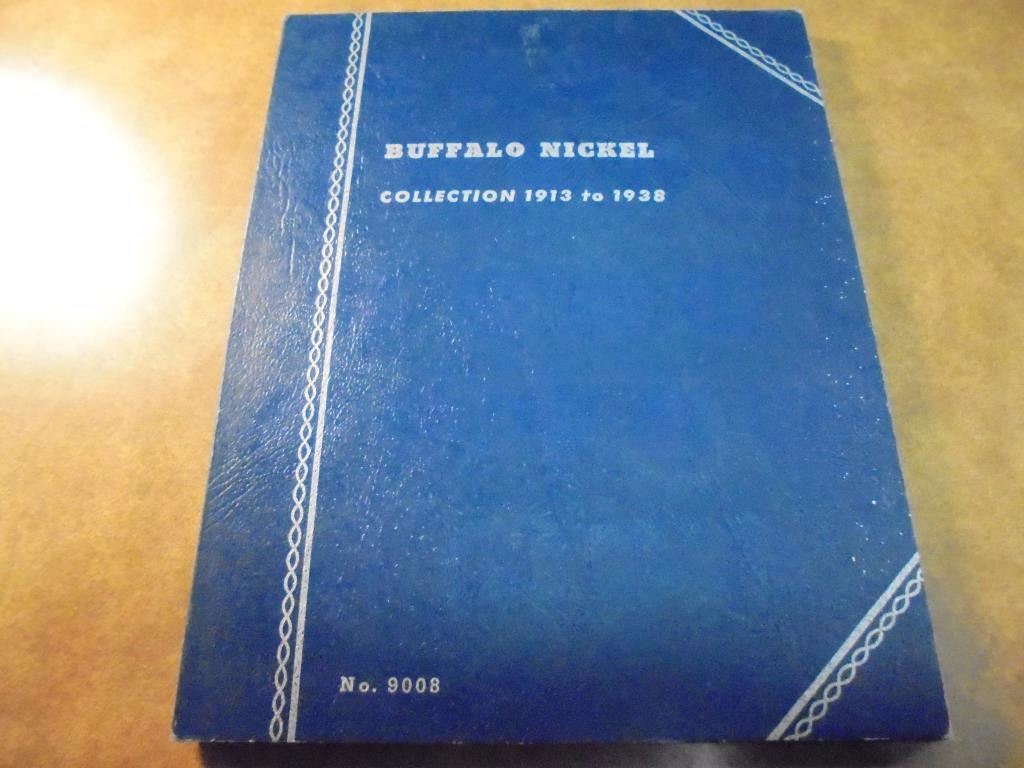 BUFFALO NICKEL
COLLECTION 1913 to 1938
No. 9008